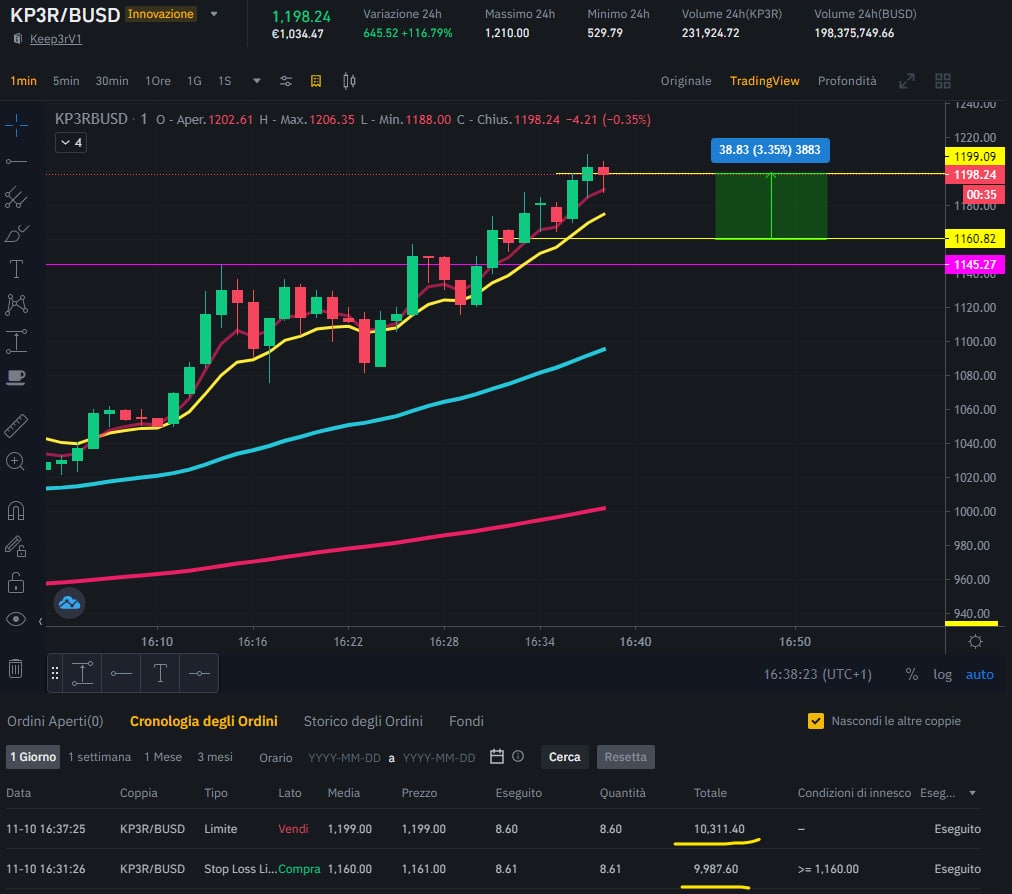 KP3R/BUSD Innovazione
Keep3rV1
1,198.24
€1,034.47
Variazione 24h
645.52 +116.79%
Massimo 24h
1,210.00
Minimo 24h
529.79
Volume 24h(KP3R)
231,924.72
Volume 24h(BUSD)
198,375,749.66
1min 5min 30min 1Ore 1G 1S
Originale TradingView Profondità
KP3RBUSD · 1 O - Aper.1202.61 H - Max.1206.35 L - Min.1188.00 C - Chius.1198.24 −4.21 (−0.35%)
4
38.83 (3.35%) 3883
1240.00
1220.00
1199.09
1198.24
00:35
1180.00
1160.82
1145.27
1140.00
1120.00
1100.00
1080.00
1060.00
1040.00
1020.00
1000.00
980.00
960.00
940.00
16:10 16:16 16:22 16:28 16:34 16:40 16:50
16:38:23 (UTC+1) % log auto
Ordini Aperti(0) Cronologia degli Ordini Storico degli Ordini Fondi
Nascondi le altre coppie
1 Giorno 1 settimana 1 Mese 3 mesi Orario YYYY-MM-DD a YYYY-MM-DD Cerca Resetta
Data Coppia Tipo Lato Media Prezzo Eseguito Quantità Totale Condizioni di innesco Eseg...
11-10 16:37:25 KP3R/BUSD Limite Vendi 1,199.00 1,199.00 8.60 8.60 10,311.40 – Eseguito
11-10 16:31:26 KP3R/BUSD Stop Loss Li... Compra 1,160.00 1,160.00 8.61 8.61 9,987.60 >= 1,160.00 Eseguito